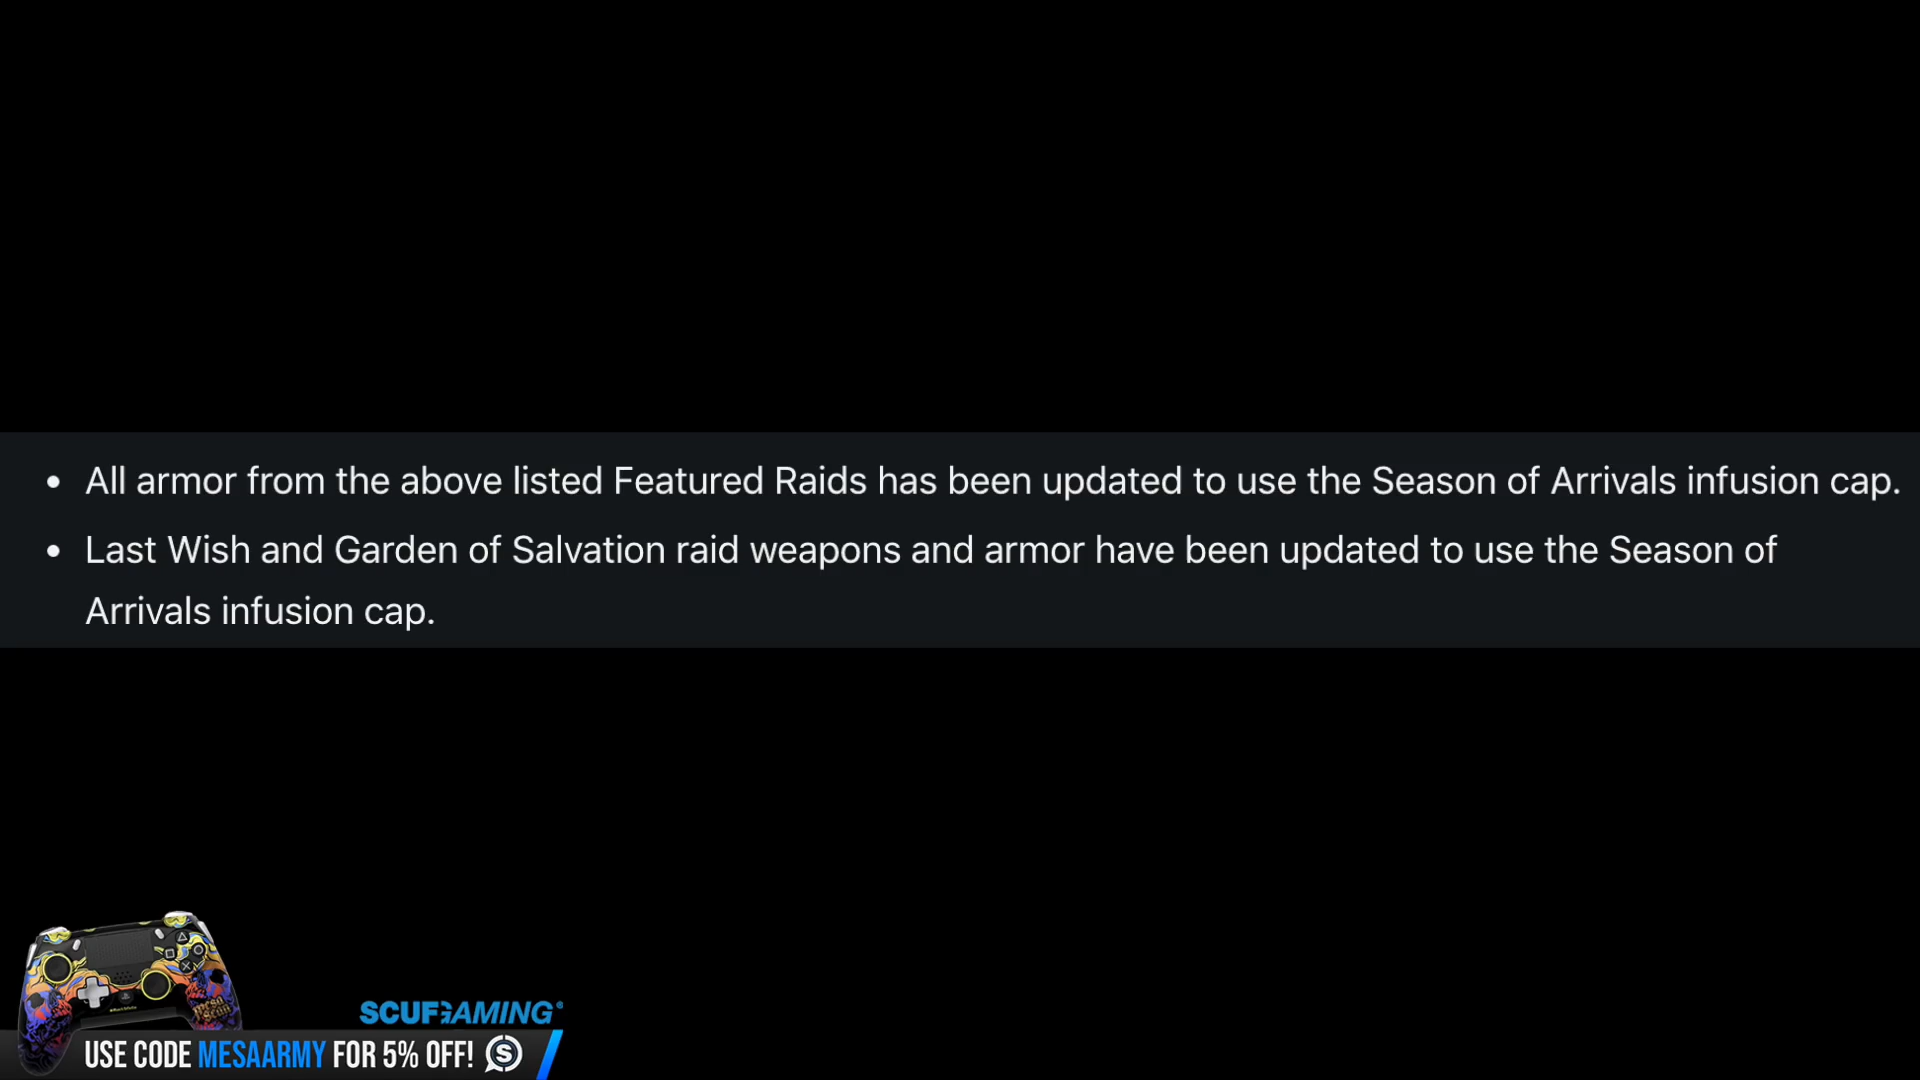 • All armor from the above listed Featured Raids has been updated to use the Season of Arrivals infusion cap.
• Last Wish and Garden of Salvation raid weapons and armor have been updated to use the Season of
Arrivals infusion cap.
SCUFGAMING®
USE CODE MESAARMY FOR 5% OFF!